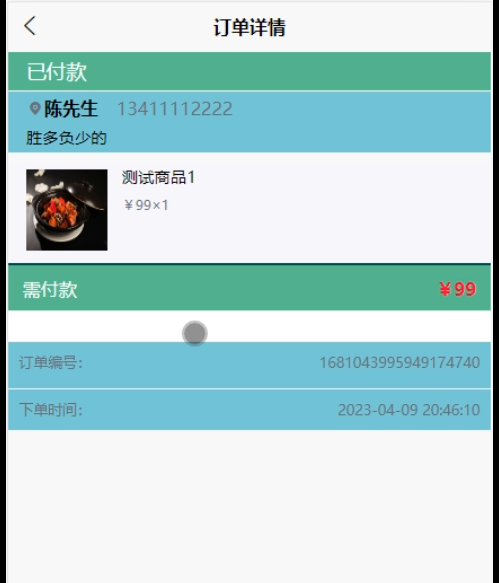 订单详情
已付款
陈先生 13411112222
胜多负少的
测试商品1
￥99×1
需付款 ￥99
订单编号: 1681043995949174740
下单时间: 2023-04-09 20:46:10